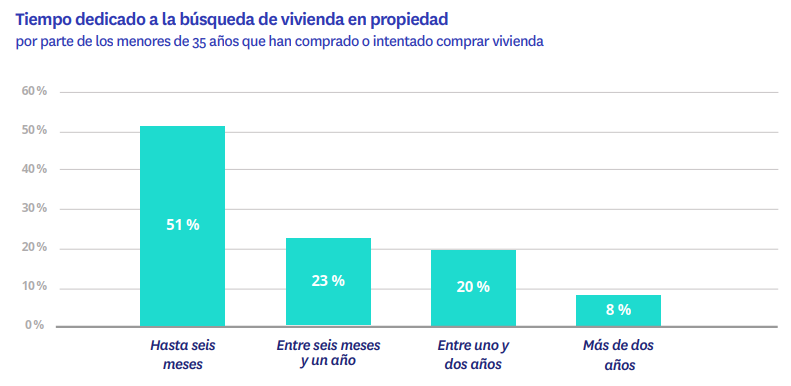 Tiempo dedicado a la búsqueda de vivienda en propiedad
por parte de los menores de 35 años que han comprado o intentado comprar vivienda
60 %
50 %
40 %
30 %
20 %
10 %
0 %
51 %
23 %
20 %
8 %
Hasta seis
meses
Entre seis meses
y un año
Entre uno y
dos años
Más de dos
años